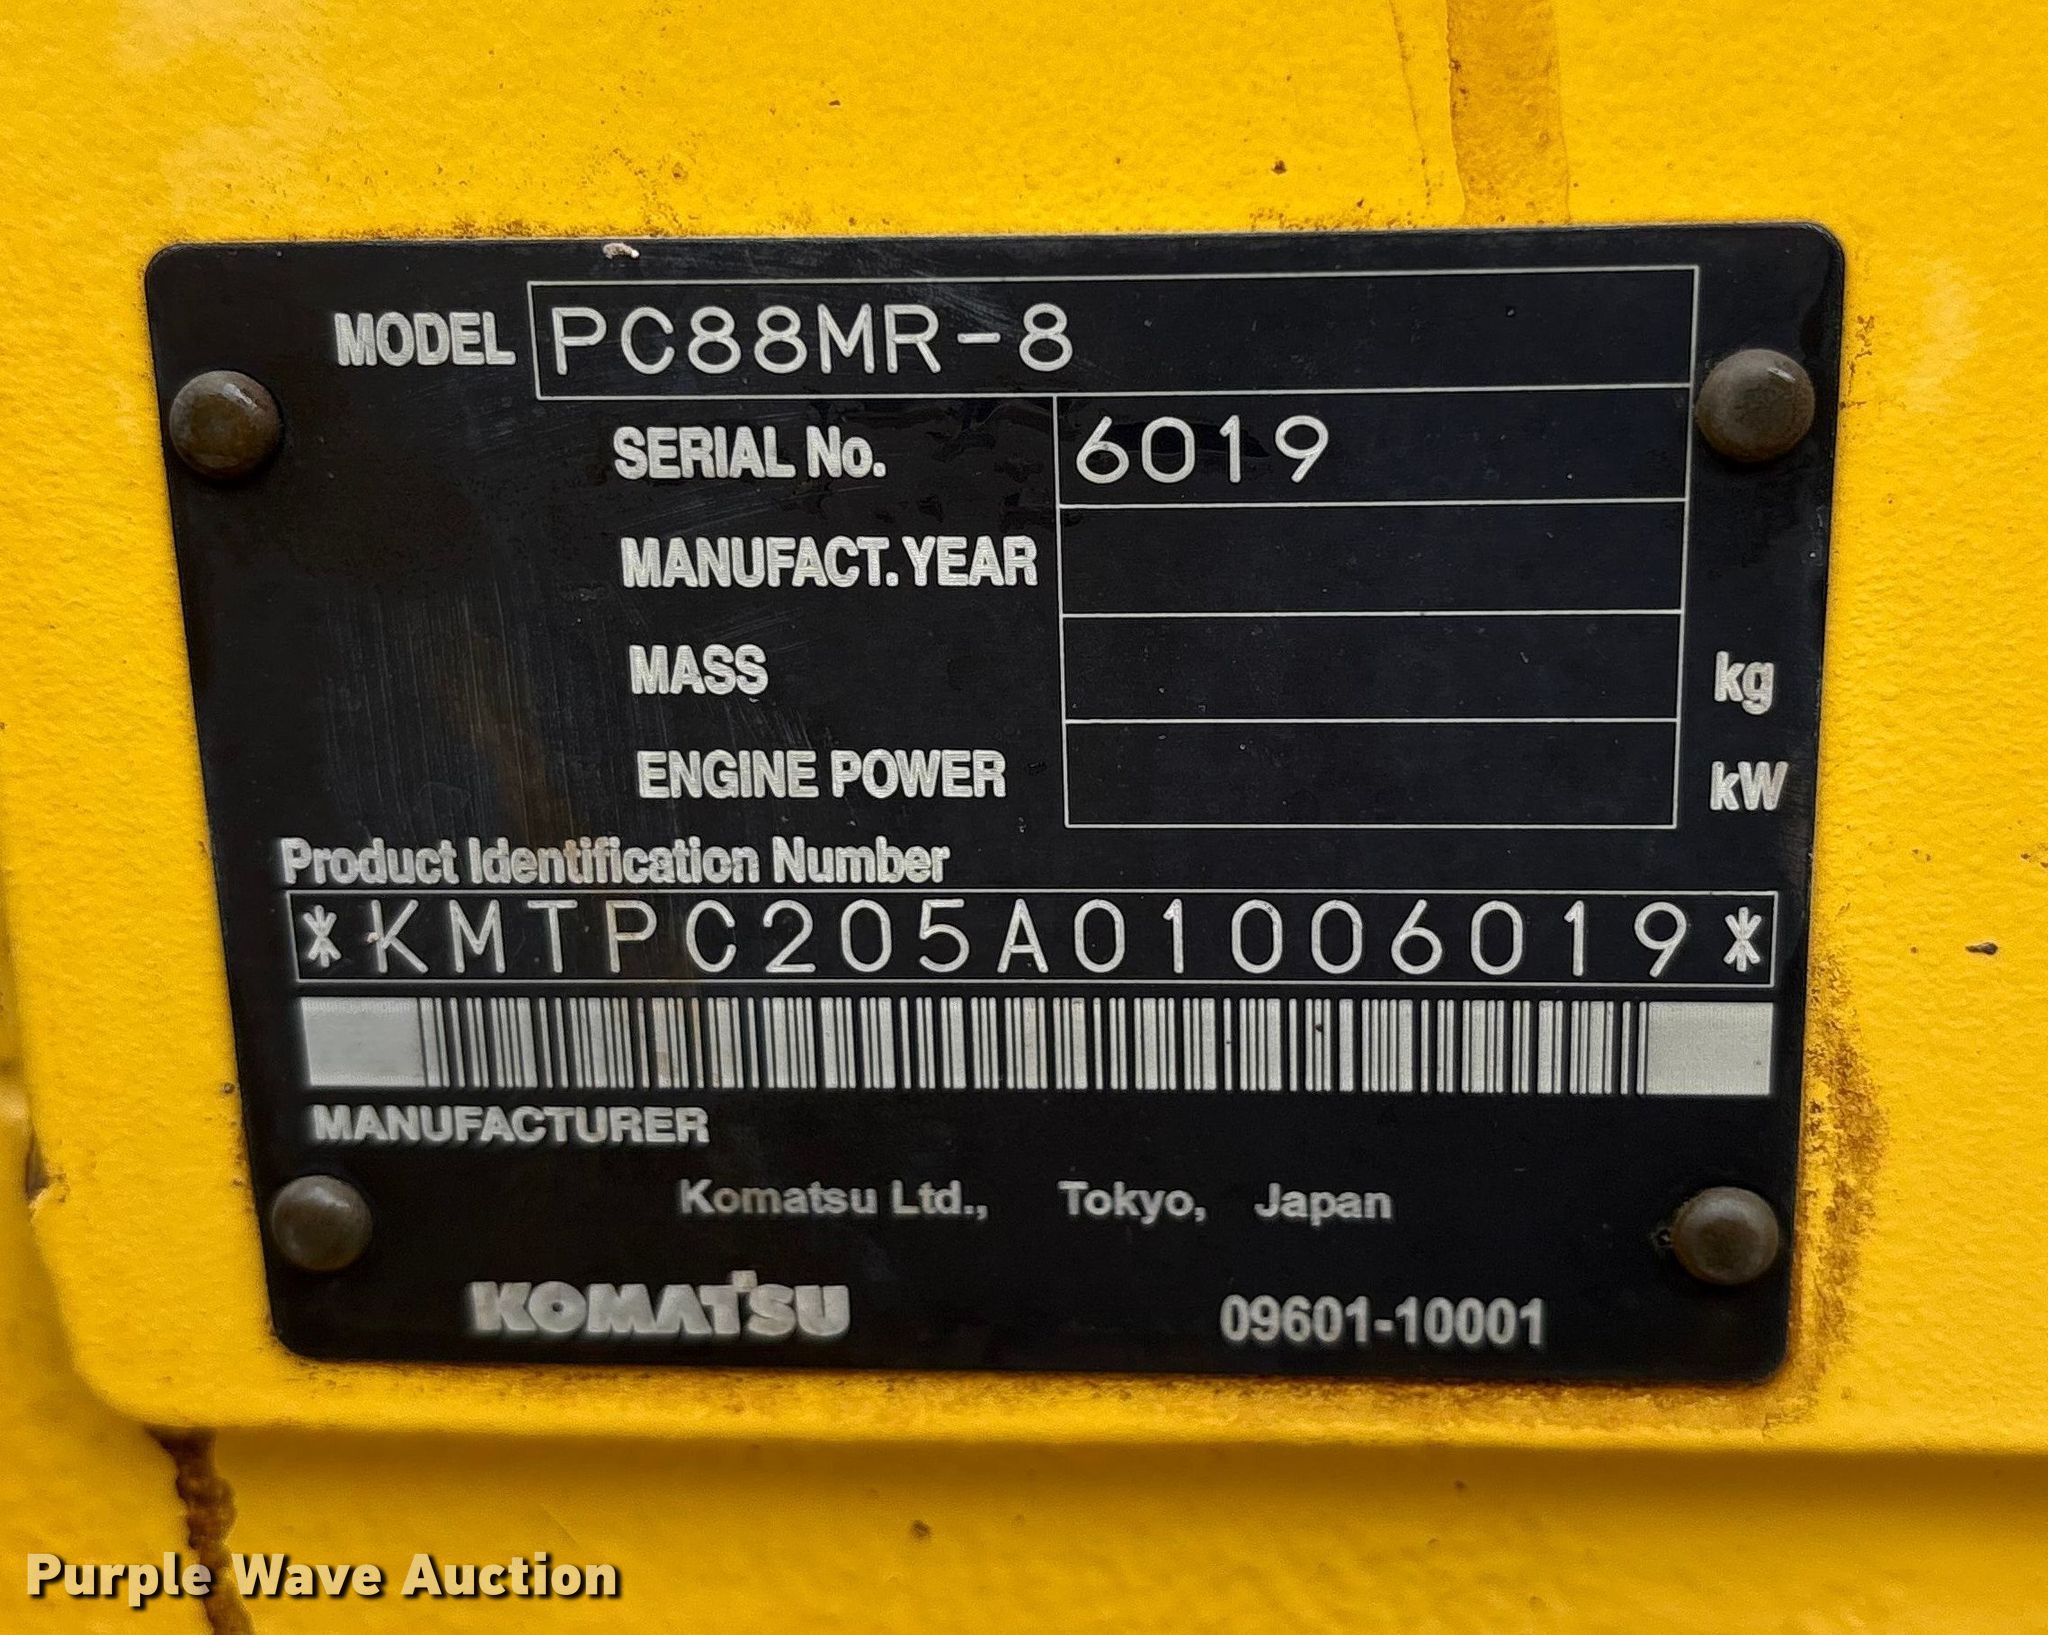 MODEL PC88MR-8
SERIAL No. 6019
MANUFACT. YEAR
MASS kg
ENGINE POWER kW
Product Identification Number
*KMTPC205A01006019*
MANUFACTURER
Komatsu Ltd., Tokyo, Japan
KOMATSU 09601-10001
Purple Wave Auction